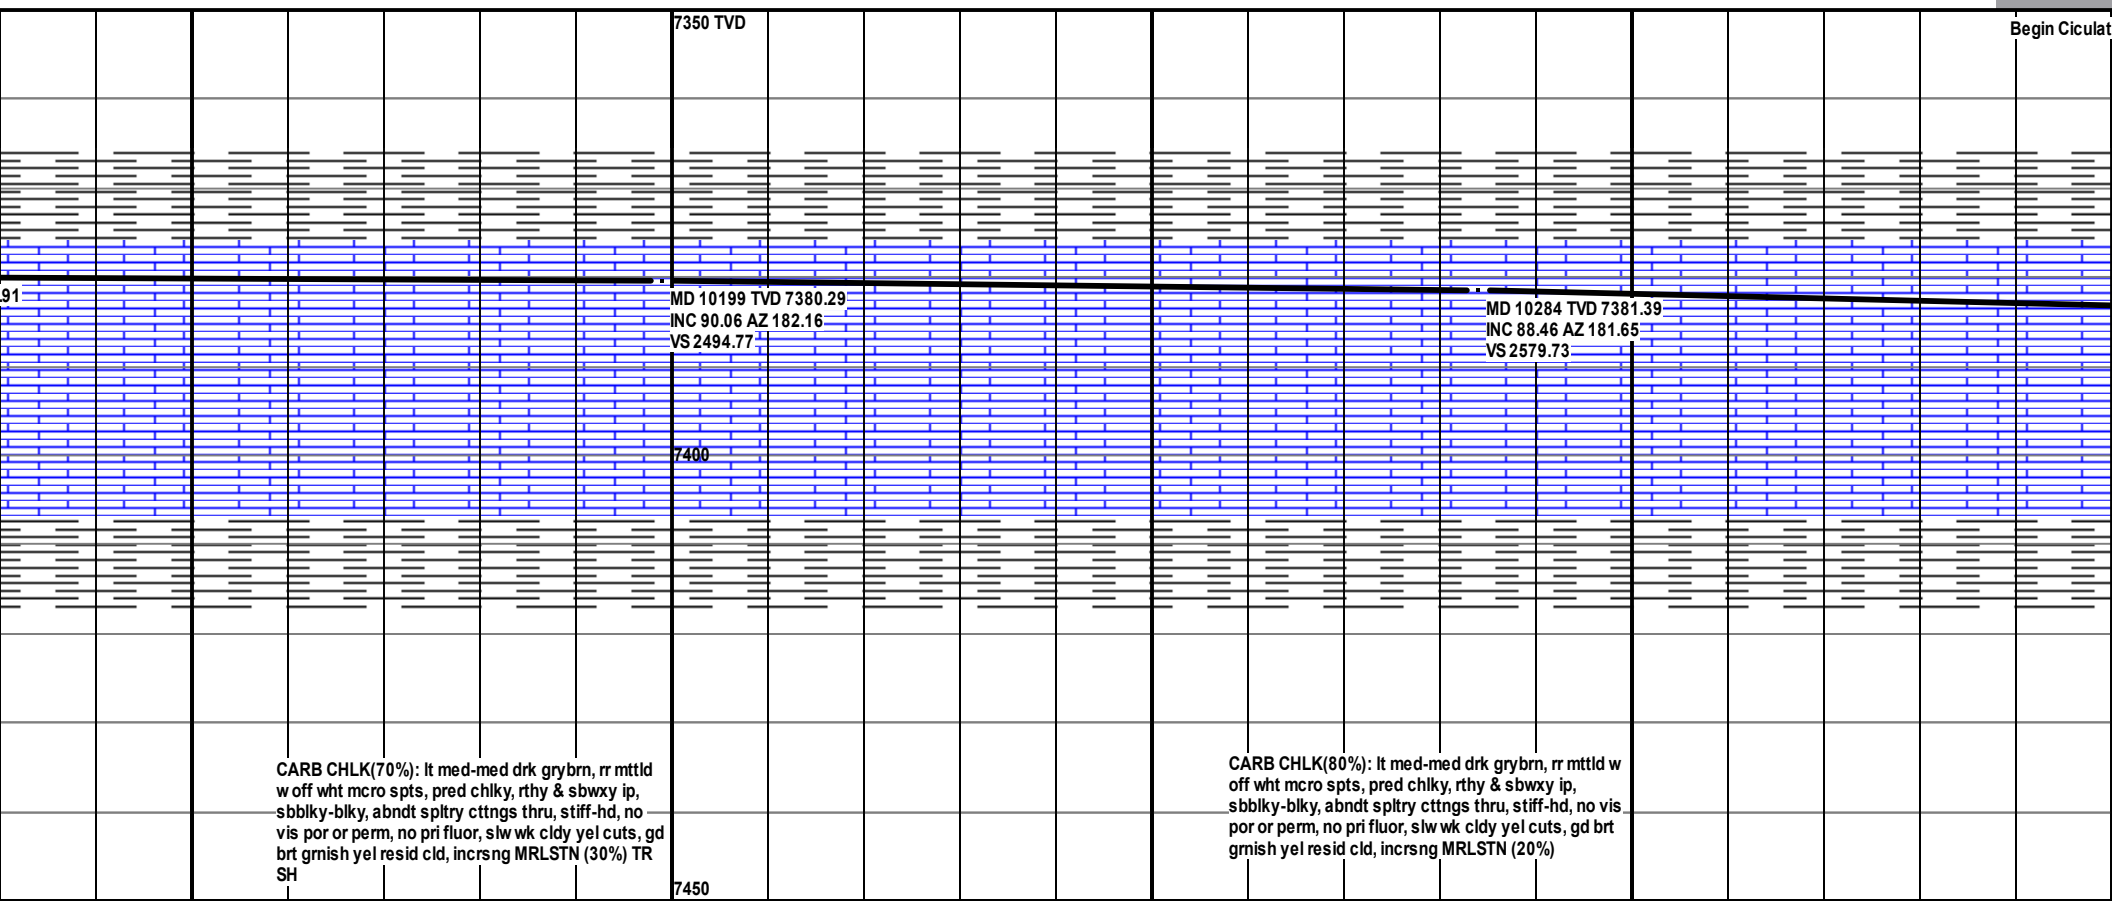 7350 TVD
Begin Ciculat
.91
MD 10199 TVD 7380.29
INC 90.06 AZ 182.16
VS 2494.77
MD 10284 TVD 7381.39
INC 88.46 AZ 181.65
VS 2579.73
7400
CARB CHLK(70%): lt med-med drk grybrn, rr mttld
w off wht mcro spts, pred chlky, rthy & sbwxy ip,
sbblky-blky, abndt spltry cttngs thru, stiff-hd, no
vis por or perm, no pri fluor, slw wk cldy yel cuts, gd
brt grnish yel resid cld, incrsng MRLSTN (30%) TR
SH
CARB CHLK(80%): lt med-med drk grybrn, rr mttld w
off wht mcro spts, pred chlky, rthy & sbwxy ip,
sbblky-blky, abndt spltry cttngs thru, stiff-hd, no vis
por or perm, no pri fluor, slw wk cldy yel cuts, gd brt
grnish yel resid cld, incrsng MRLSTN (20%)
7450